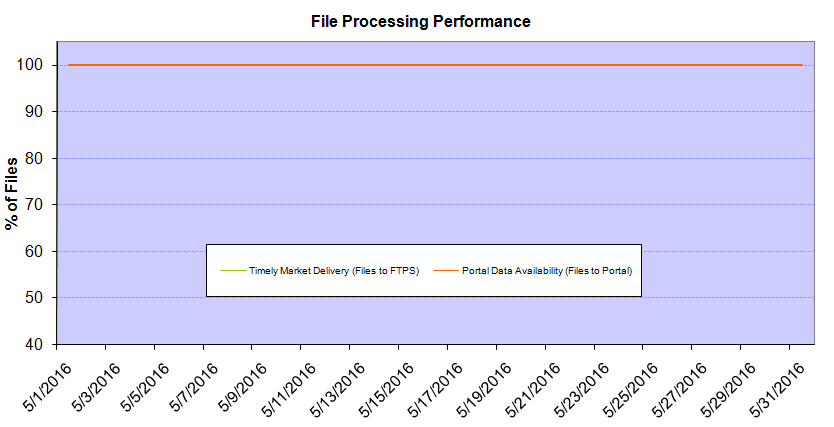 File Processing Performance
% of Files
100
90
80
70
60
50
40
Timely Market Delivery (Files to FTPS) Portal Data Availability (Files to Portal)
5/1/2016 5/3/2016 5/5/2016 5/7/2016 5/9/2016 5/11/2016 5/13/2016 5/15/2016 5/17/2016 5/19/2016 5/21/2016 5/23/2016 5/25/2016 5/27/2016 5/29/2016 5/31/2016